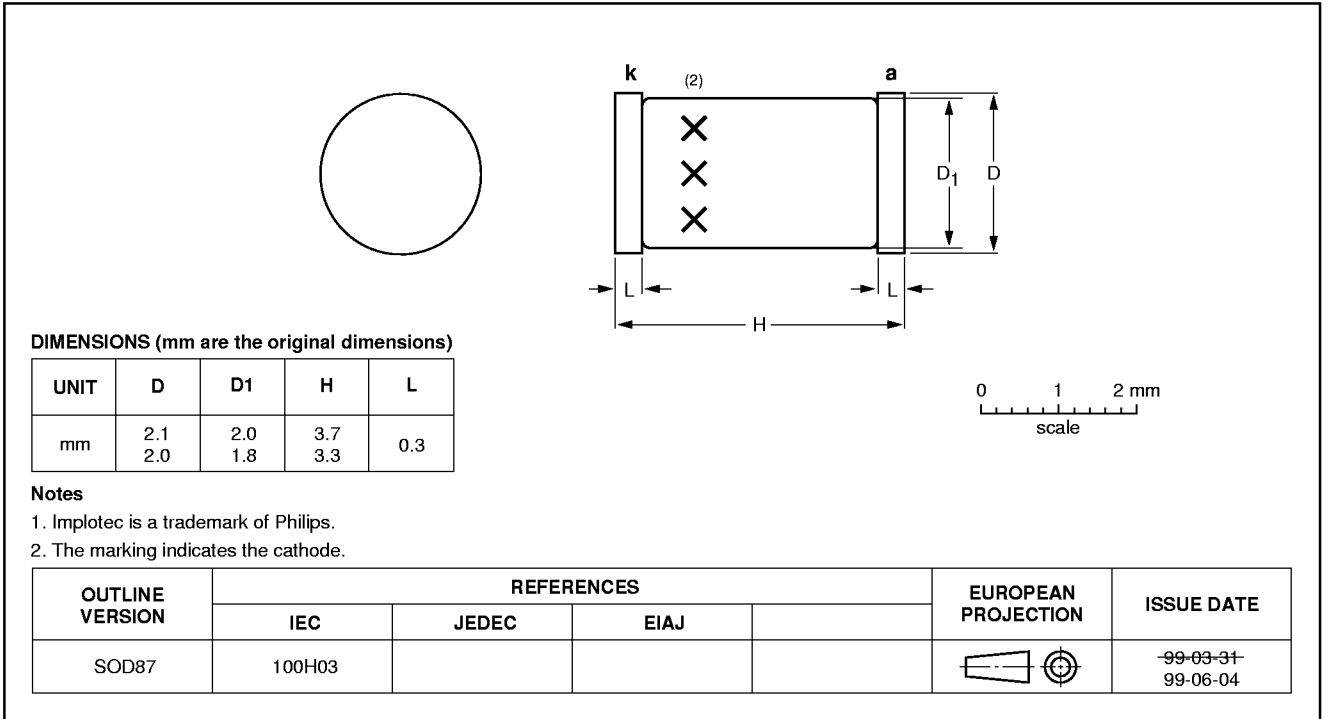 k
(2)
a
D1
D
L
L
H
DIMENSIONS (mm are the original dimensions)
UNIT D D1 H L
mm 2.1 2.0 2.0 1.8 3.7 3.3 0.3
0 1 2 mm
scale
Notes
1. Implotec is a trademark of Philips.
2. The marking indicates the cathode.
OUTLINE VERSION
REFERENCES
IEC JEDEC EIAJ
EUROPEAN PROJECTION
ISSUE DATE
SOD87 100H03
99-03-31
99-06-04